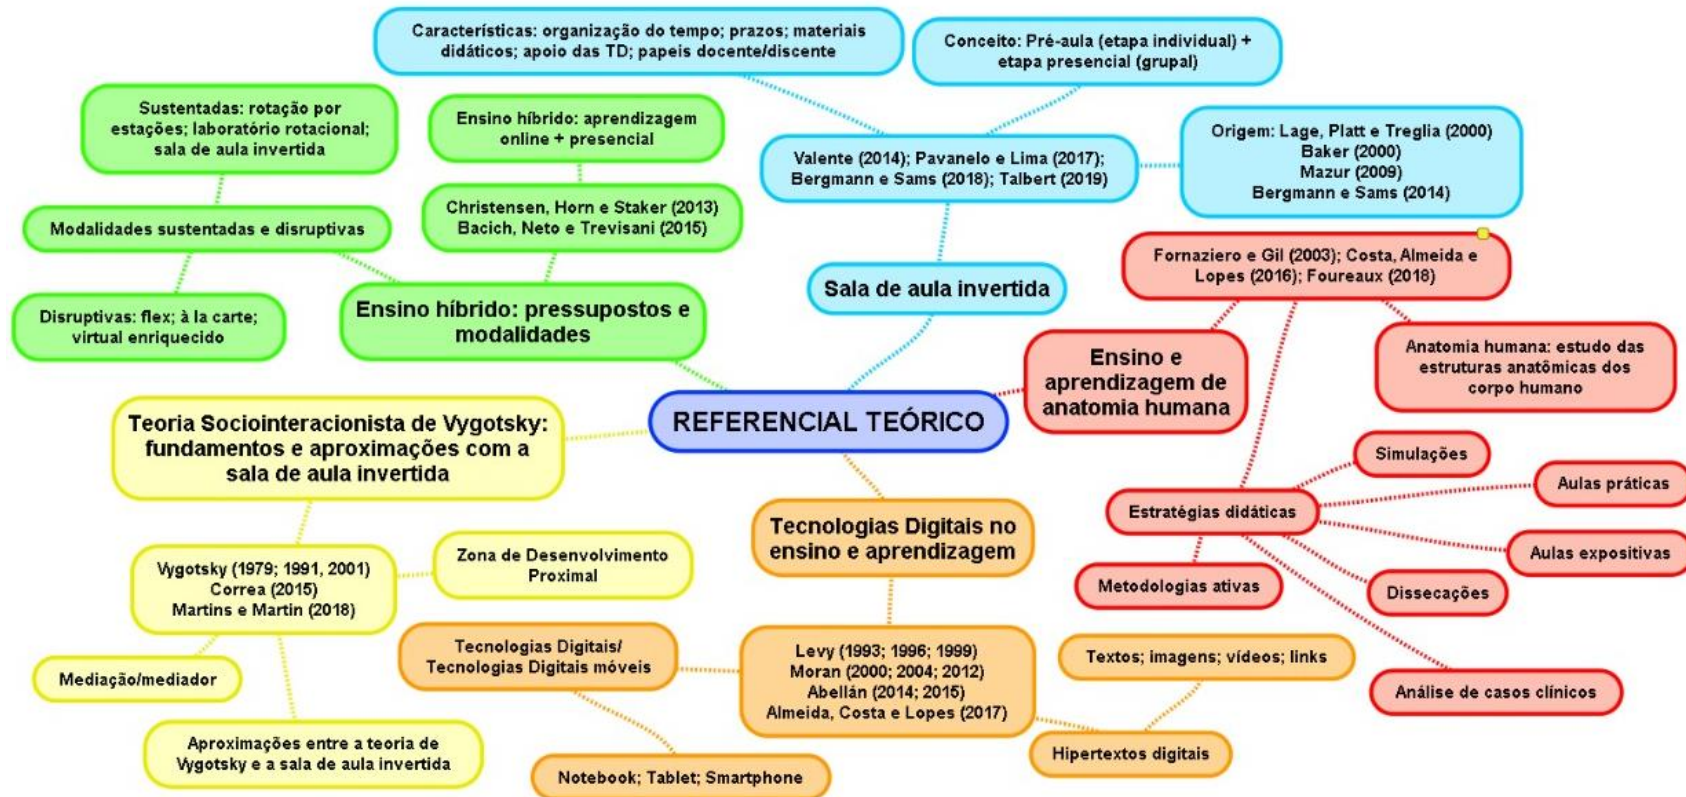 Características: organização do tempo; prazos; materiais
didáticos; apoio das TD; papeis docente/discente
Conceito: Pré-aula (etapa individual) +
etapa presencial (grupal)
Sustentadas: rotação por
estações; laboratório rotacional;
sala de aula invertida
Ensino híbrido: aprendizagem
online + presencial
Valente (2014); Pavanelo e Lima (2017);
Bergmann e Sams (2018); Talbert (2019)
Origem: Lage, Platt e Treglia (2000)
Baker (2000)
Mazur (2009)
Bergmann e Sams (2014)
Modalidades sustentadas e disruptivas
Christensen, Horn e Staker (2013)
Bacich, Neto e Trevisani (2015)
Fornaziero e Gil (2003); Costa, Almeida e
Lopes (2016); Foureaux (2018)
Sala de aula invertida
Disruptivas: flex; à la carte;
virtual enriquecido
Ensino híbrido: pressupostos e
modalidades
Ensino e
aprendizagem de
anatomia humana
Anatomia humana: estudo das
estruturas anatômicas dos
corpo humano
REFERENCIAL TEÓRICO
Teoria Sociointeracionista de Vygotsky:
fundamentos e aproximações com a
sala de aula invertida
Simulações
Aulas práticas
Estratégias didáticas
Tecnologias Digitais no
ensino e aprendizagem
Aulas expositivas
Vygotsky (1979; 1991, 2001)
Correa (2015)
Martins e Martin (2018)
Zona de Desenvolvimento
Proximal
Metodologias ativas
Dissecações
Tecnologias Digitais/
Tecnologias Digitais móveis
Levy (1993; 1996; 1999)
Moran (2000; 2004; 2012)
Abellán (2014; 2015)
Almeida, Costa e Lopes (2017)
Textos; imagens; vídeos; links
Mediação/mediador
Análise de casos clínicos
Aproximações entre a teoria de
Vygotsky e a sala de aula invertida
Hipertextos digitais
Notebook; Tablet; Smartphone